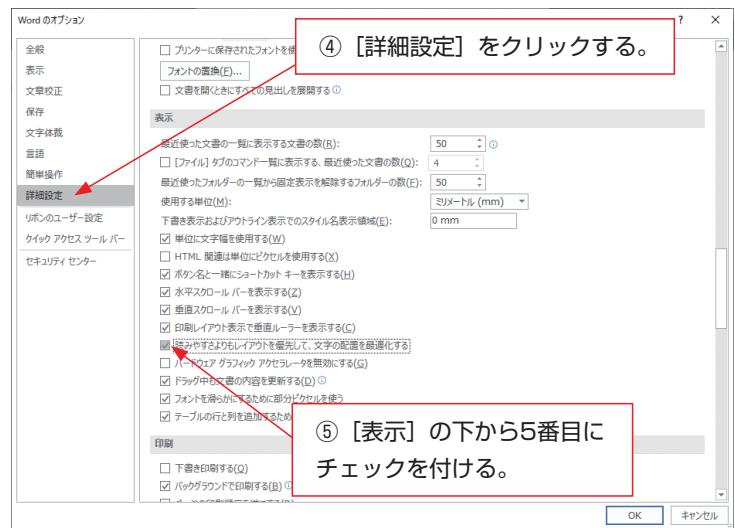 Word のオプション
? ×
全般
表示
文章校正
保存
文字体裁
言語
簡単操作
詳細設定
リボンのユーザー設定
クイック アクセス ツール バー
セキュリティ センター
④［詳細設定］をクリックする。
プリンターに保存されたフォントを使
フォントの置換(F)...
文書を開くときにすべての見出しを展開する
表示
最近使った文書の一覧に表示する文書の数(R): 50
[ファイル] タブのコマンド一覧に表示する、最近使った文書の数(Q): 4
最近使ったフォルダーの一覧から固定表示を解除するフォルダーの数(F): 50
使用する単位(M): ミリメートル (mm)
下書き表示およびアウトライン表示でのスタイル名表示領域(E): 0 mm
単位に文字幅を使用する(W)
HTML 関連は単位にピクセルを使用する(X)
ボタン名と一緒にショートカット キーを表示する(H)
水平スクロール バーを表示する(Z)
垂直スクロール バーを表示する(V)
印刷レイアウト表示で垂直ルーラーを表示する(C)
読みやすさよりもレイアウトを優先して、文字の配置を最適化する
ハードウェア グラフィック アクセラレータを無効にする(G)
ドラッグ中も文書の内容を更新する(D)
フォントを滑らかにするために部分ピクセルを使う
テーブルの行と列を追加するため
⑤［表示］の下から5番目に
チェックを付ける。
印刷
下書き印刷する(Q)
バックグラウンドで印刷する(B)
OK キャンセル